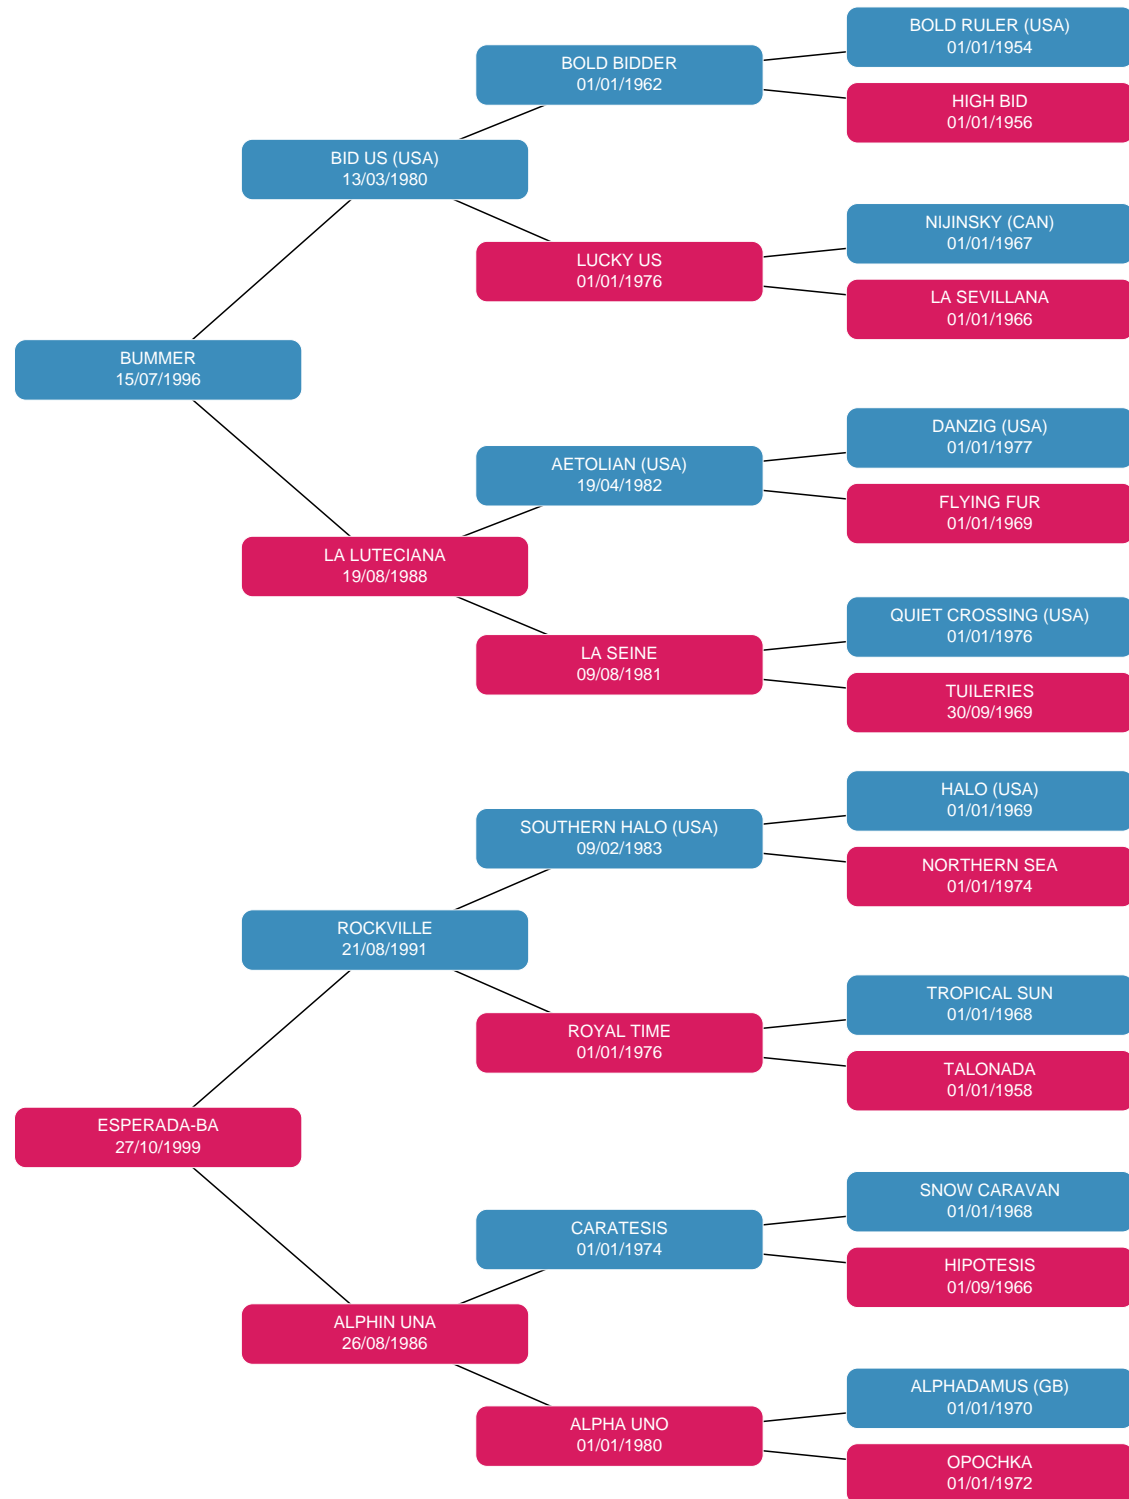 BOLD RULER (USA)
01/01/1954
BOLD BIDDER
01/01/1962
HIGH BID
01/01/1956
BID US (USA)
13/03/1980
NIJINSKY (CAN)
01/01/1967
LUCKY US
01/01/1976
LA SEVILLANA
01/01/1966
BUMMER
15/07/1996
DANZIG (USA)
01/01/1977
AETOLIAN (USA)
19/04/1982
FLYING FUR
01/01/1969
LA LUTECIANA
19/08/1988
QUIET CROSSING (USA)
01/01/1976
LA SEINE
09/08/1981
TUILERIES
30/09/1969
HALO (USA)
01/01/1969
SOUTHERN HALO (USA)
09/02/1983
NORTHERN SEA
01/01/1974
ROCKVILLE
21/08/1991
TROPICAL SUN
01/01/1968
ROYAL TIME
01/01/1976
TALONADA
01/01/1958
ESPERADA-BA
27/10/1999
SNOW CARAVAN
01/01/1968
CARATESIS
01/01/1974
HIPOTESIS
01/09/1966
ALPHIN UNA
26/08/1986
ALPHADAMUS (GB)
01/01/1970
ALPHA UNO
01/01/1980
OPOCHKA
01/01/1972